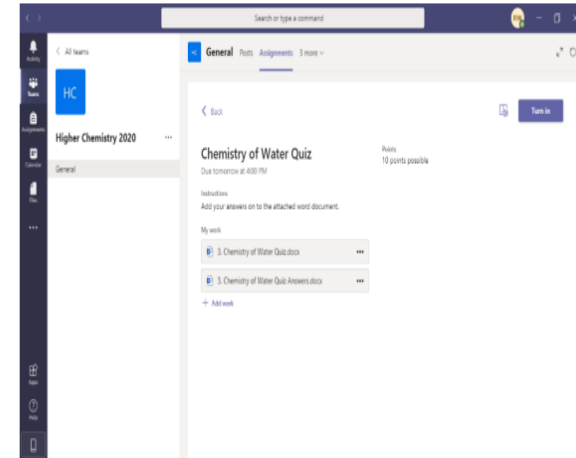 Search or type a command
Activity
Teams
Assignments
Calendar
Files
Apps
Help
All teams
HC
Higher Chemistry 2020
General
HC
General Posts Assignments 3 more
Back
Turn in
Chemistry of Water Quiz
Due tomorrow at 4:00 PM
Points
10 points possible
Instructions
Add your answers on to the attached word document.
My work
3. Chemistry of Water Quiz.docx
3. Chemistry of Water Quiz Answers.docx
+ Add work